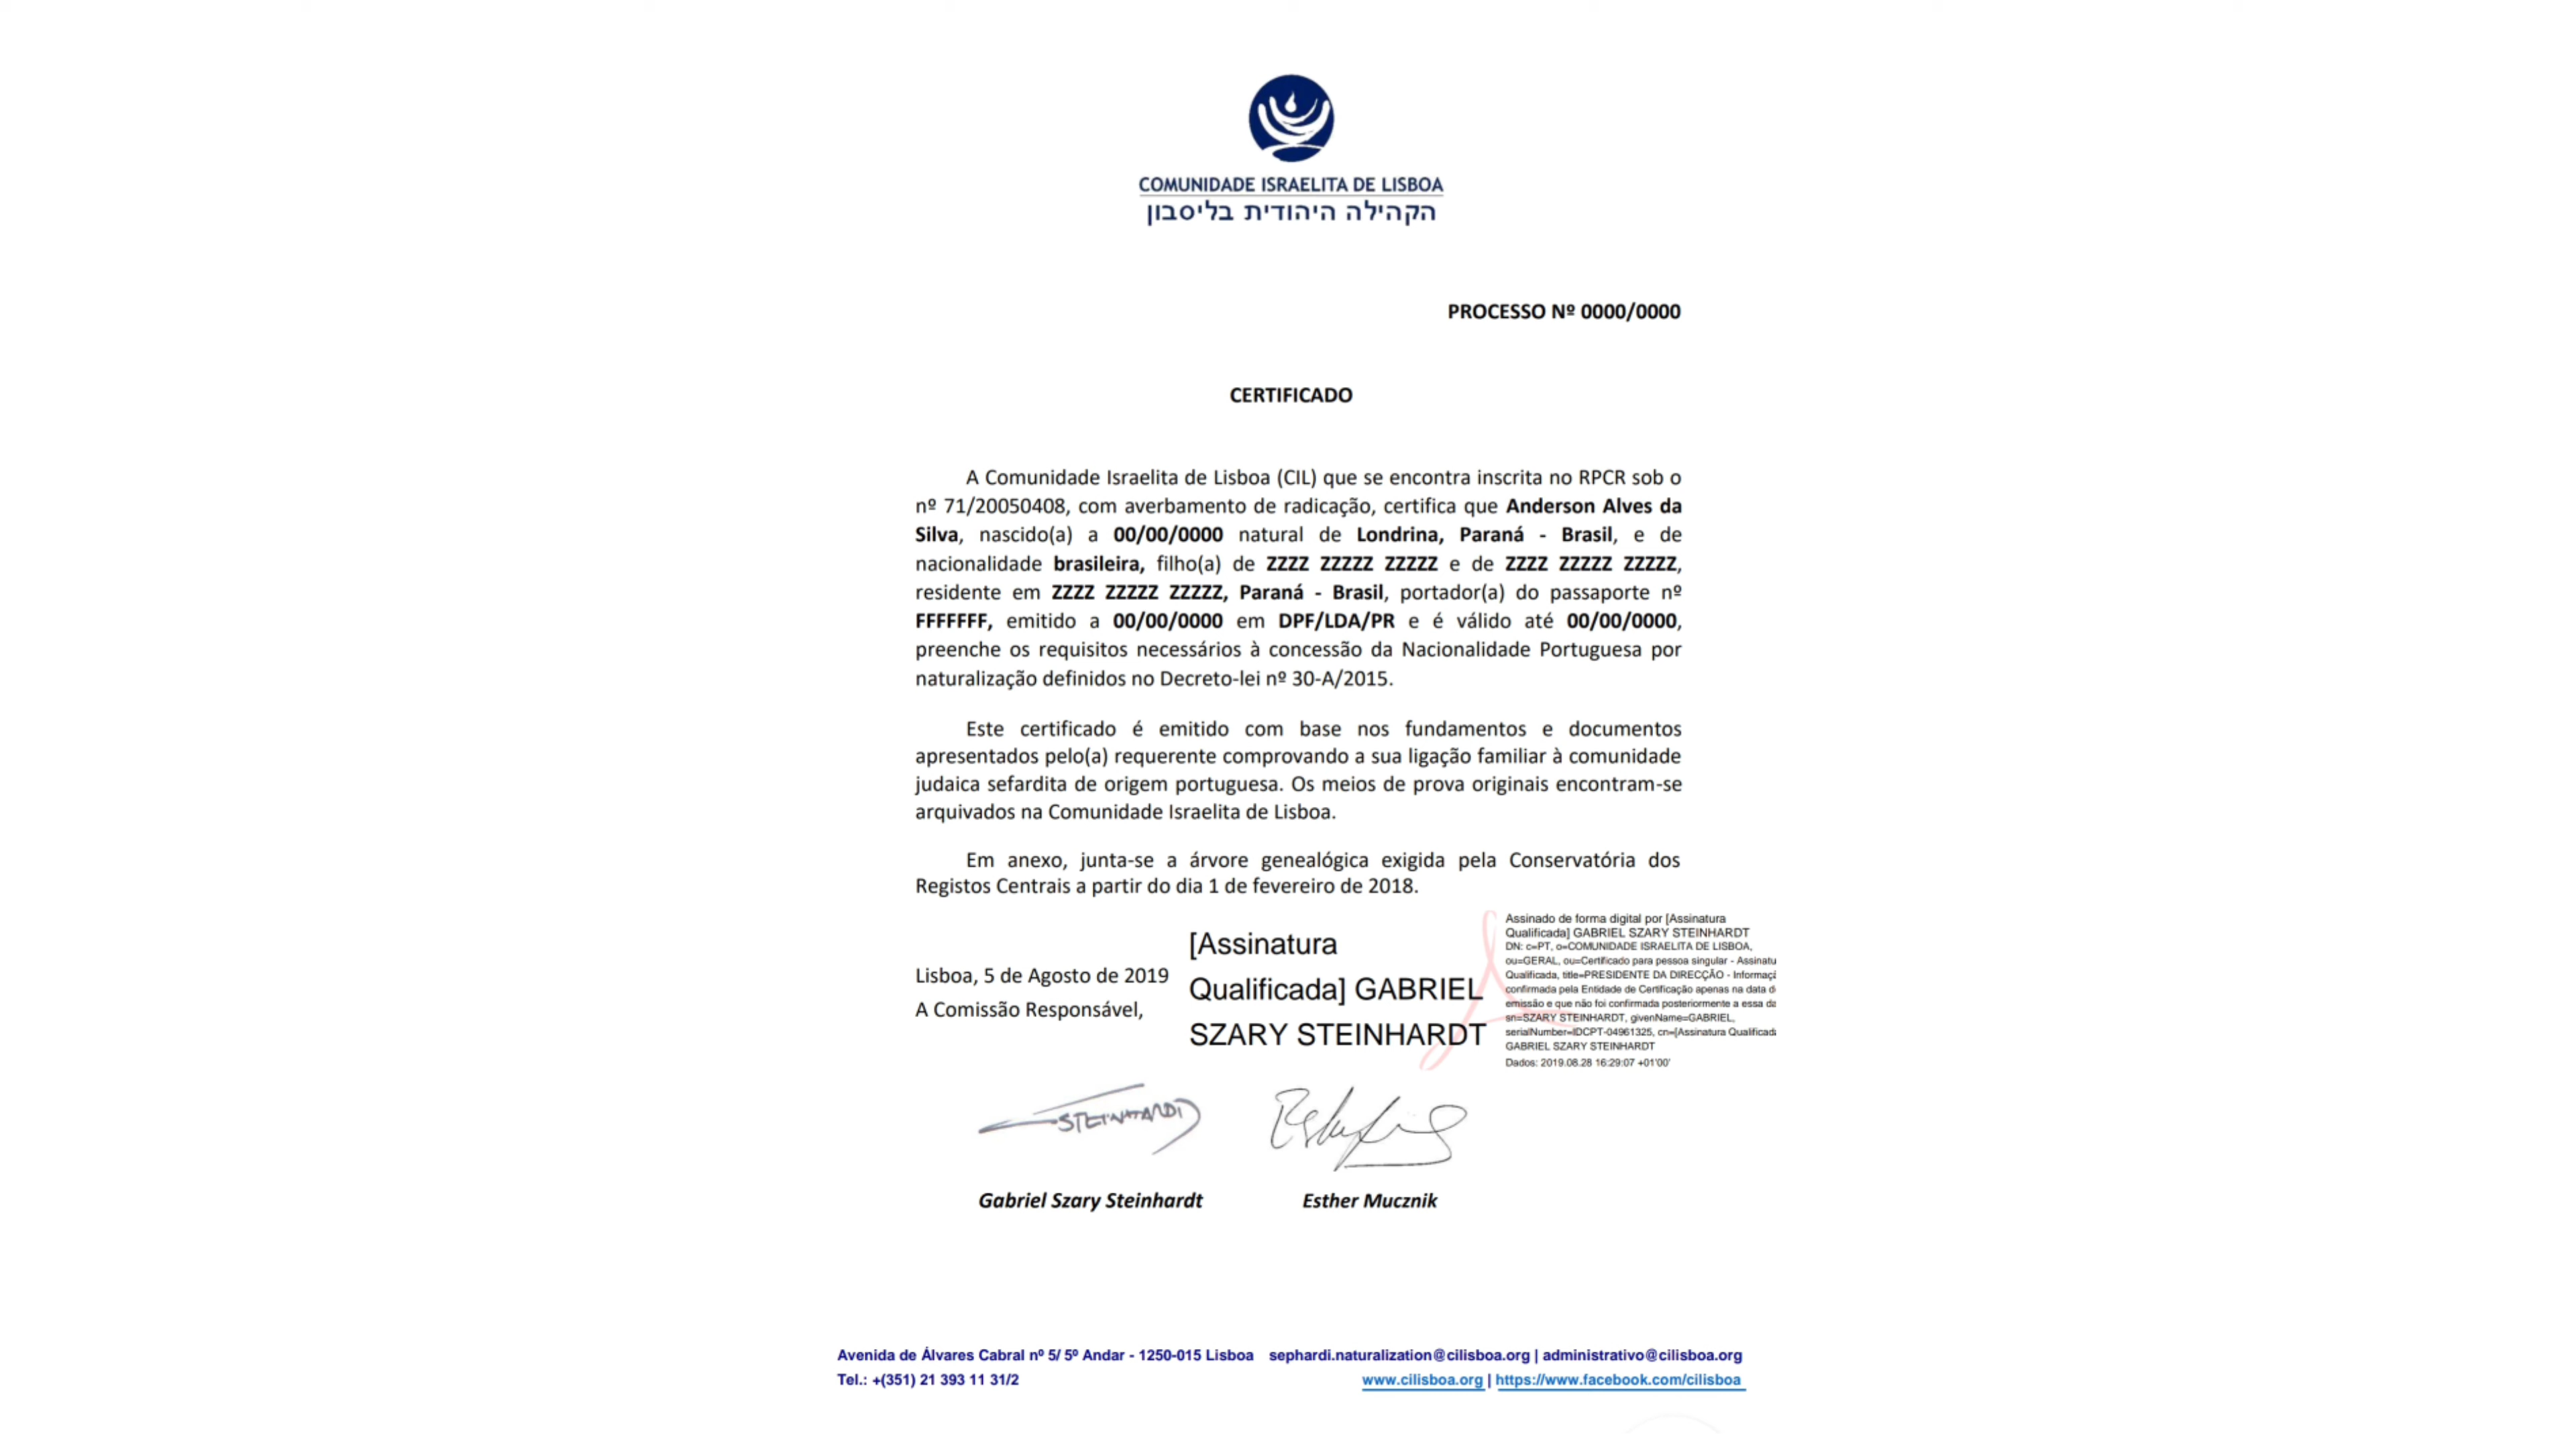 COMUNIDADE ISRAELITA DE LISBOA
הקהילה היהודית בליסבון
PROCESSO Nº 0000/0000
CERTIFICADO
A Comunidade Israelita de Lisboa (CIL) que se encontra inscrita no RPCR sob o
nº 71/20050408, com averbamento de radicação, certifica que Anderson Alves da
Silva, nascido(a) a 00/00/0000 natural de Londrina, Paraná - Brasil, e de
nacionalidade brasileira, filho(a) de ZZZZ ZZZZZ ZZZZZ e de ZZZZ ZZZZZ ZZZZZ,
residente em ZZZZ ZZZZZ ZZZZZ, Paraná - Brasil, portador(a) do passaporte nº
FFFFFFF, emitido a 00/00/0000 em DPF/LDA/PR e é válido até 00/00/0000,
preenche os requisitos necessários à concessão da Nacionalidade Portuguesa por
naturalização definidos no Decreto-lei nº 30-A/2015.
Este certificado é emitido com base nos fundamentos e documentos
apresentados pelo(a) requerente comprovando a sua ligação familiar à comunidade
judaica sefardita de origem portuguesa. Os meios de prova originais encontram-se
arquivados na Comunidade Israelita de Lisboa.
Em anexo, junta-se a árvore genealógica exigida pela Conservatória dos
Registos Centrais a partir do dia 1 de fevereiro de 2018.
Lisboa, 5 de Agosto de 2019
A Comissão Responsável,
[Assinatura
Qualificada] GABRIEL
SZARY STEINHARDT
Assinado de forma digital por [Assinatura
Qualificada] GABRIEL SZARY STEINHARDT
DN: c=PT, o=COMUNIDADE ISRAELITA DE LISBOA,
ou=GERAL, ou=Certificado para pessoa singular - Assinatu
Qualificada, title=PRESIDENTE DA DIRECÇÃO - Informaçã
confirmada pela Entidade de Certificação apenas na data d
emissão e que não foi confirmada posteriormente a essa da
sn=SZARY STEINHARDT, givenName=GABRIEL,
serialNumber=IDCPT-04961325, cn=[Assinatura Qualificada
GABRIEL SZARY STEINHARDT
Dados: 2019.08.28 16:29:07 +01'00'
STEINHARDT
Gabriel Szary Steinhardt
Esther Mucznik
Avenida de Álvares Cabral nº 5/ 5º Andar - 1250-015 Lisboa sephardi.naturalization@cilisboa.org | administrativo@cilisboa.org
Tel.: +(351) 21 393 11 31/2 www.cilisboa.org | https://www.facebook.com/cilisboa